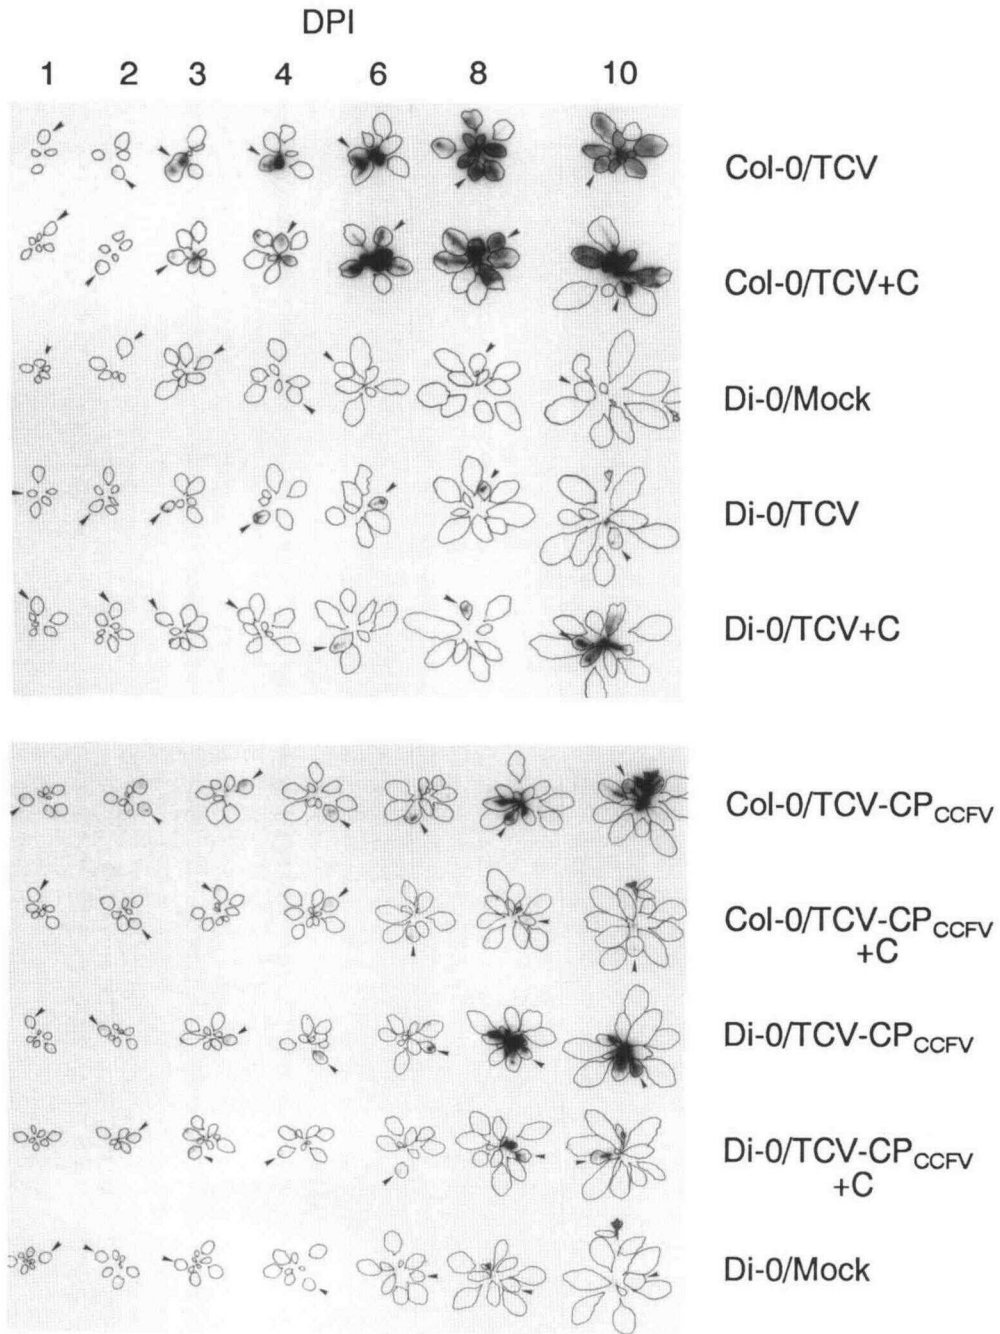 DPI
1 2 3 4 6 8 10
Col-0/TCV
Col-0/TCV+C
Di-0/Mock
Di-0/TCV
Di-0/TCV+C
Col-0/TCV-CPCCFV
Col-0/TCV-CPCCFV
+C
Di-0/TCV-CPCCFV
Di-0/TCV-CPCCFV
+C
Di-0/Mock